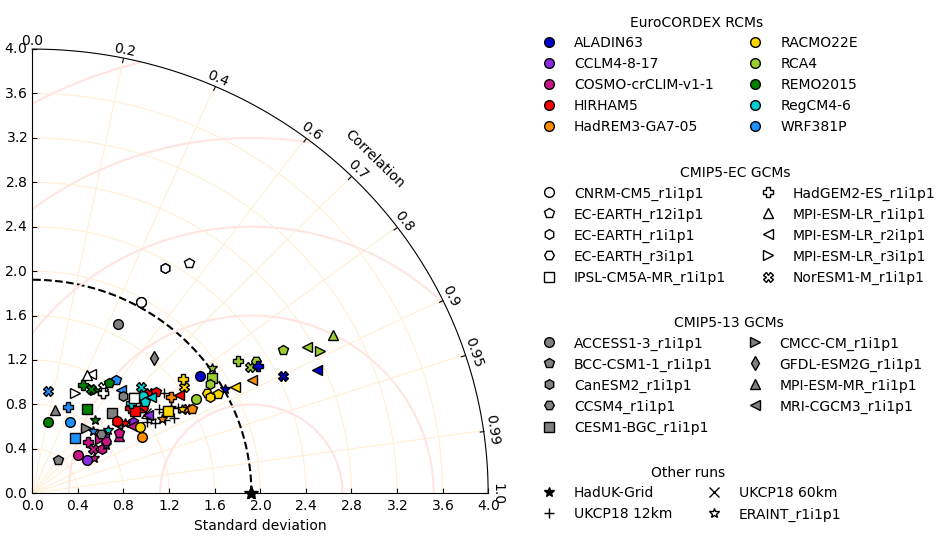 EuroCORDEX RCMs
ALADIN63
RACMO22E
CCLM4-8-17
RCA4
COSMO-crCLIM-v1-1
REMO2015
HIRHAM5
RegCM4-6
HadREM3-GA7-05
WRF381P
CMIP5-EC GCMs
CNRM-CM5_r1i1p1
HadGEM2-ES_r1i1p1
EC-EARTH_r12i1p1
MPI-ESM-LR_r1i1p1
EC-EARTH_r1i1p1
MPI-ESM-LR_r2i1p1
EC-EARTH_r3i1p1
MPI-ESM-LR_r3i1p1
IPSL-CM5A-MR_r1i1p1
NorESM1-M_r1i1p1
CMIP5-13 GCMs
ACCESS1-3_r1i1p1
CMCC-CM_r1i1p1
BCC-CSM1-1_r1i1p1
GFDL-ESM2G_r1i1p1
CanESM2_r1i1p1
MPI-ESM-MR_r1i1p1
CCSM4_r1i1p1
MRI-CGCM3_r1i1p1
CESM1-BGC_r1i1p1
Other runs
HadUK-Grid
UKCP18 60km
UKCP18 12km
ERAINT_r1i1p1
4.0
3.6
3.2
2.8
2.4
2.0
1.6
1.2
0.8
0.4
0.0
0.0
0.2
0.4
0.6
0.7
0.8
0.9
0.95
0.99
1.0
Correlation
0.0
0.4
0.8
1.2
1.6
2.0
2.4
2.8
3.2
3.6
4.0
Standard deviation